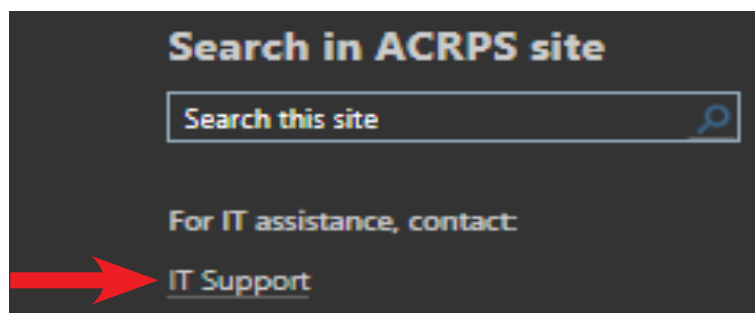 Search in ACRPS site
Search this site
For IT assistance, contact:
IT Support